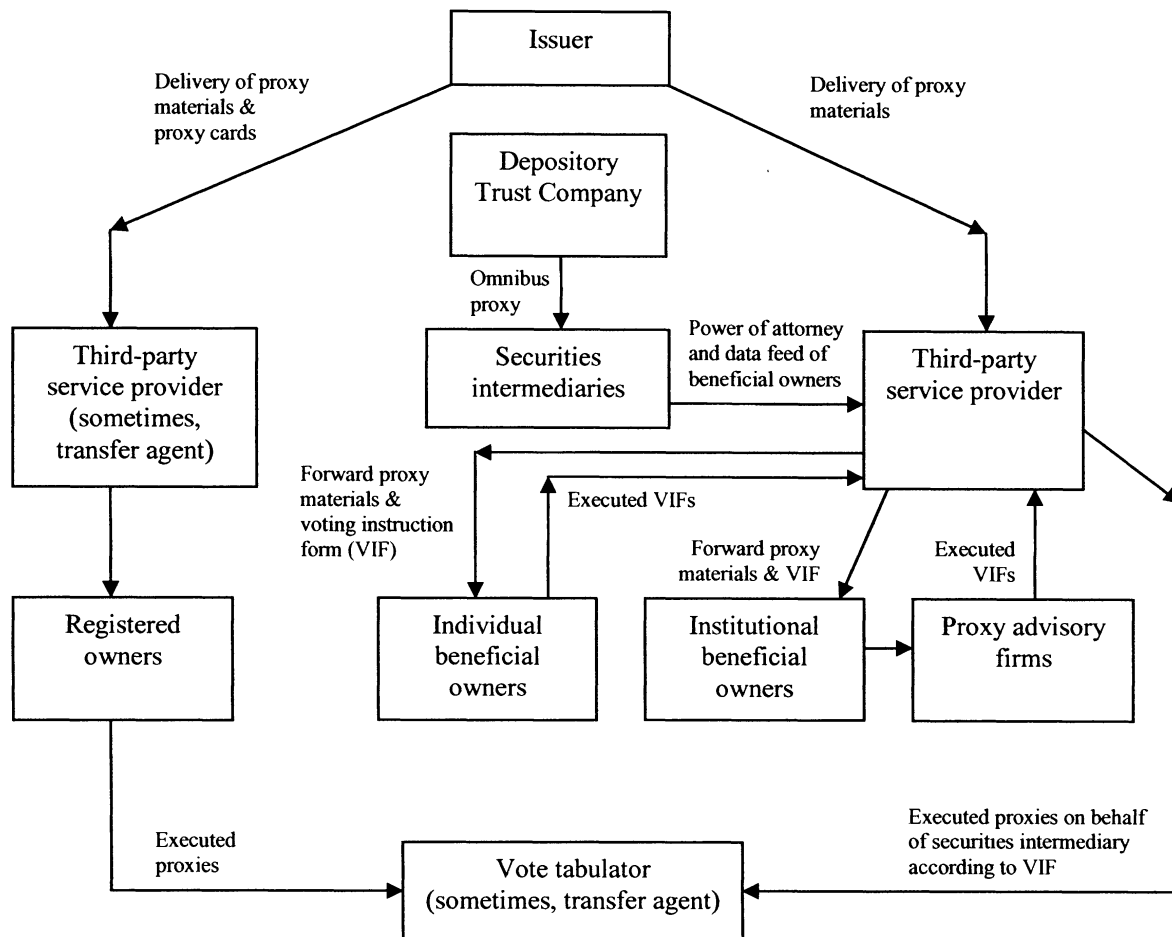 Issuer
Delivery of proxy
materials &
proxy cards
Delivery of proxy
materials
Depository
Trust Company
Omnibus
proxy
Third-party
service provider
(sometimes,
transfer agent)
Securities
intermediaries
Power of attorney
and data feed of
beneficial owners
Third-party
service provider
Forward proxy
materials &
voting instruction
form (VIF)
Executed VIFs
Forward proxy
materials & VIF
Executed
VIFs
Registered
owners
Individual
beneficial
owners
Institutional
beneficial
owners
Proxy advisory
firms
Executed
proxies
Vote tabulator
(sometimes, transfer agent)
Executed proxies on behalf
of securities intermediary
according to VIF